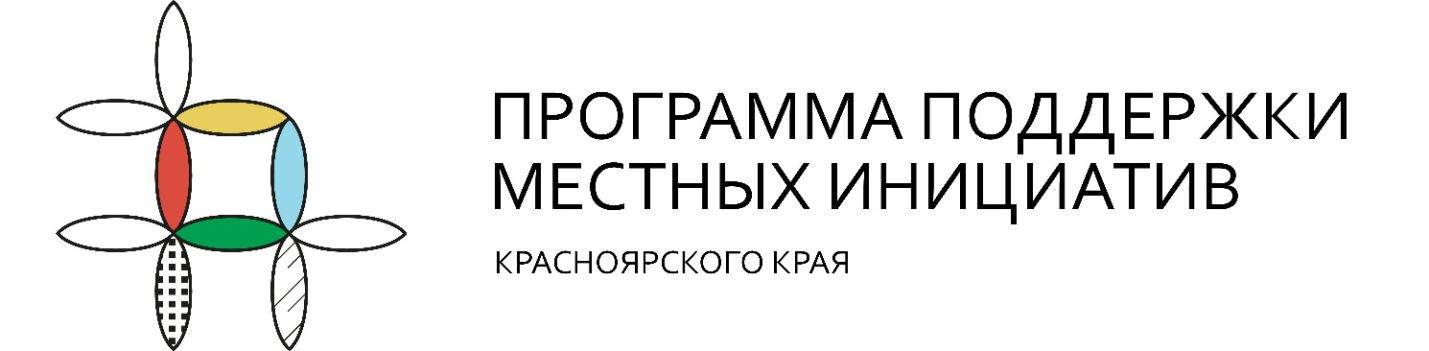 ПРОГРАММА ПОДДЕРЖКИ
МЕСТНЫХ ИНИЦИАТИВ
КРАСНОЯРСКОГО КРАЯ